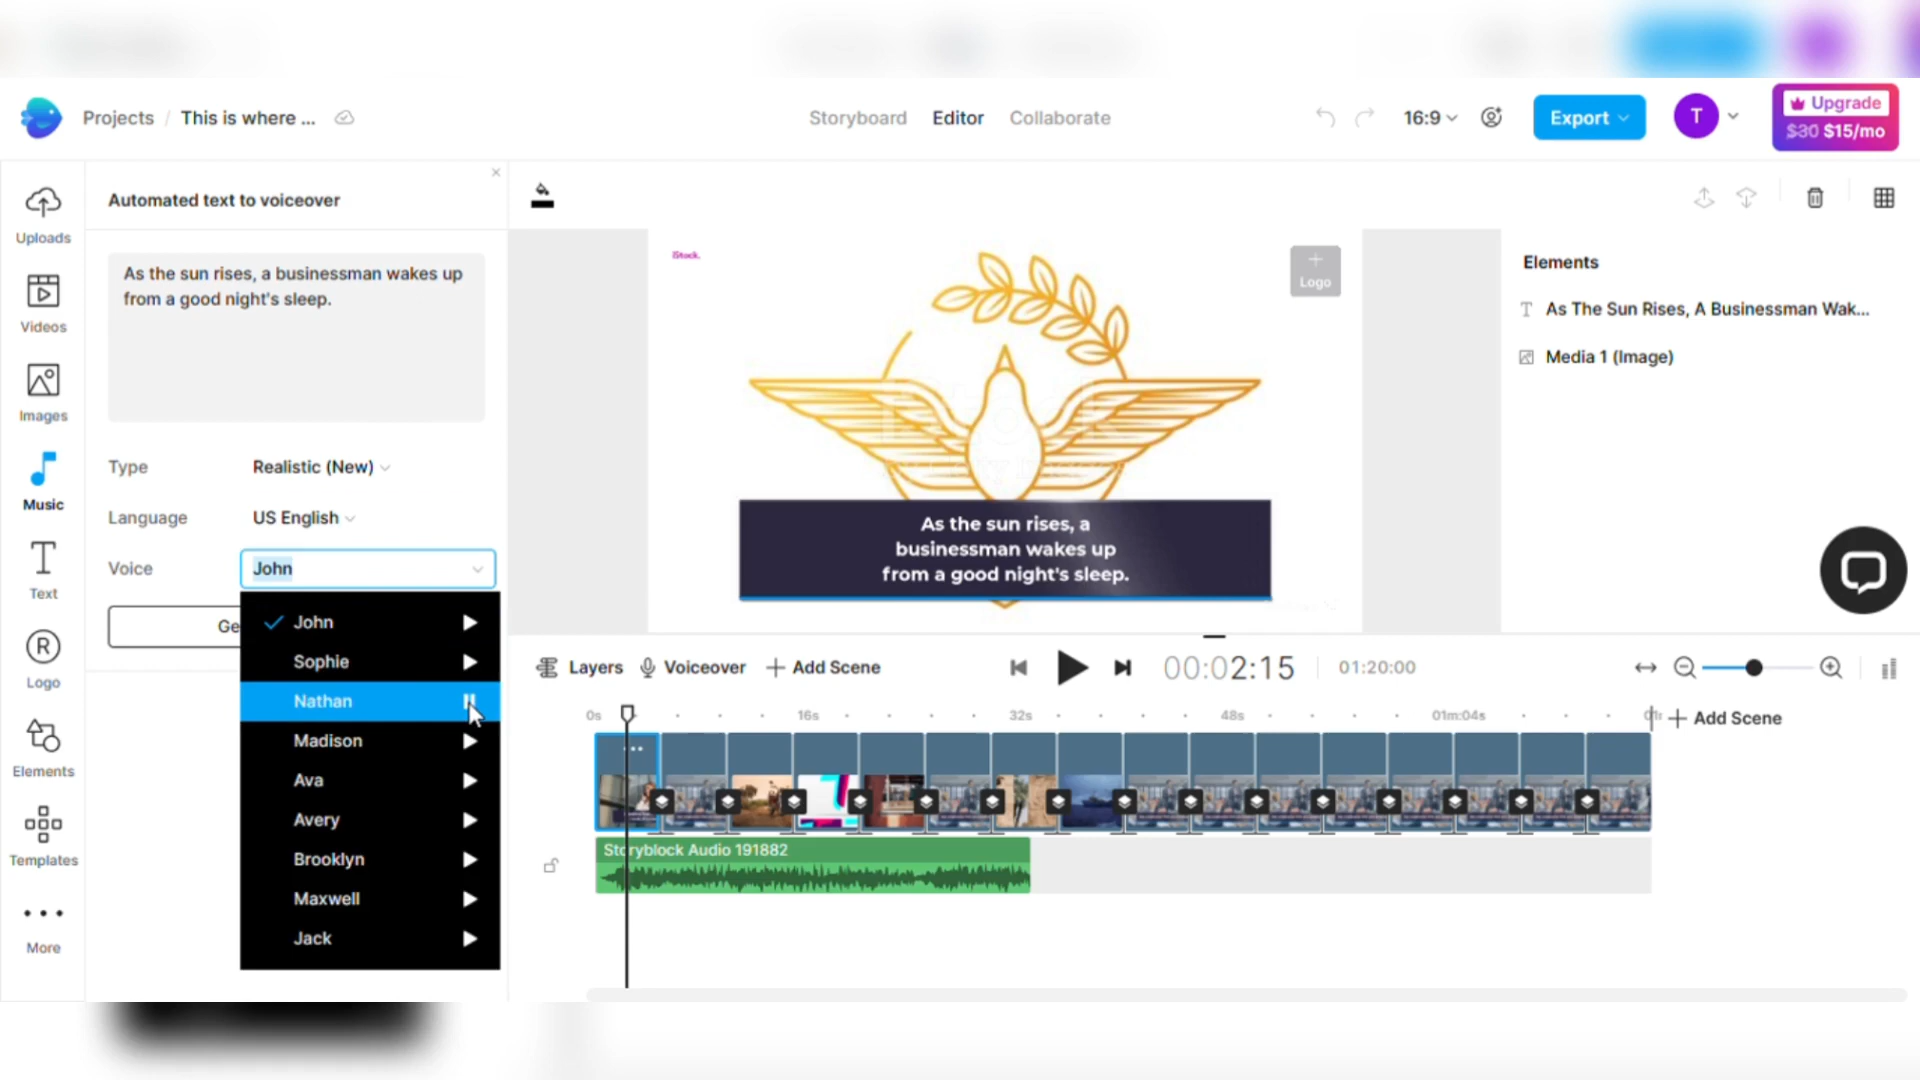 Projects / This is where ...
Storyboard
Editor
Collaborate
16:9
Export
T
Upgrade
$30 $15/mo
Uploads
Videos
Images
Music
Text
Logo
Elements
Templates
More
Automated text to voiceover
As the sun rises, a businessman wakes up
from a good night's sleep.
Type
Realistic (New)
Language
US English
Voice
John
Ge
John
Sophie
Nathan
Madison
Ava
Avery
Brooklyn
Maxwell
Jack
iStock.
+
Logo
As the sun rises, a
businessman wakes up
from a good night's sleep.
Elements
As The Sun Rises, A Businessman Wak...
Media 1 (Image)
Layers
Voiceover
+ Add Scene
00:02:15
01:20:00
0s
16s
32s
48s
01m:04s
+ Add Scene
Storyblock Audio 191882